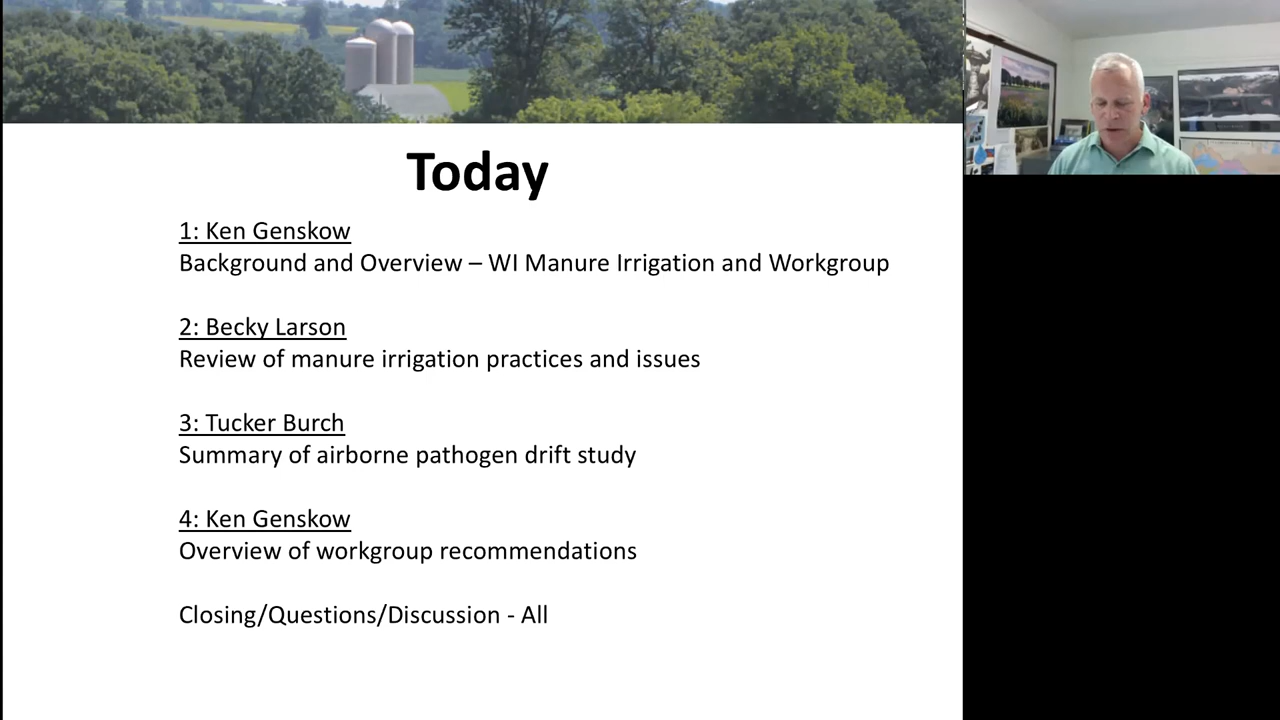 Today
1: Ken Genskow
Background and Overview – WI Manure Irrigation and Workgroup
2: Becky Larson
Review of manure irrigation practices and issues
3: Tucker Burch
Summary of airborne pathogen drift study
4: Ken Genskow
Overview of workgroup recommendations
Closing/Questions/Discussion - All